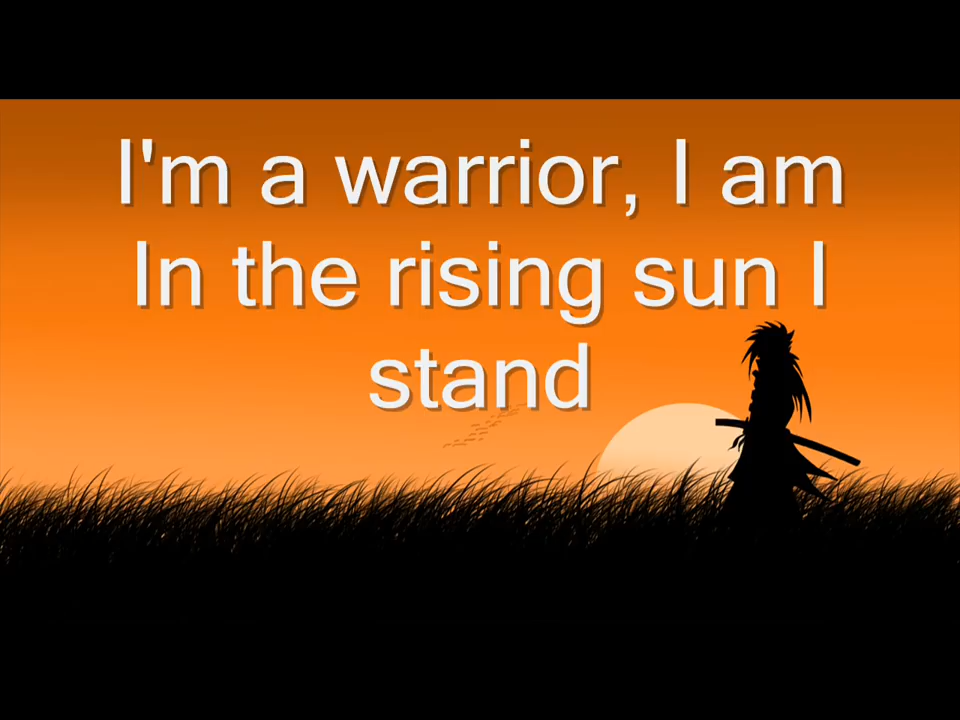 I'm a warrior, I am
In the rising sun I
stand